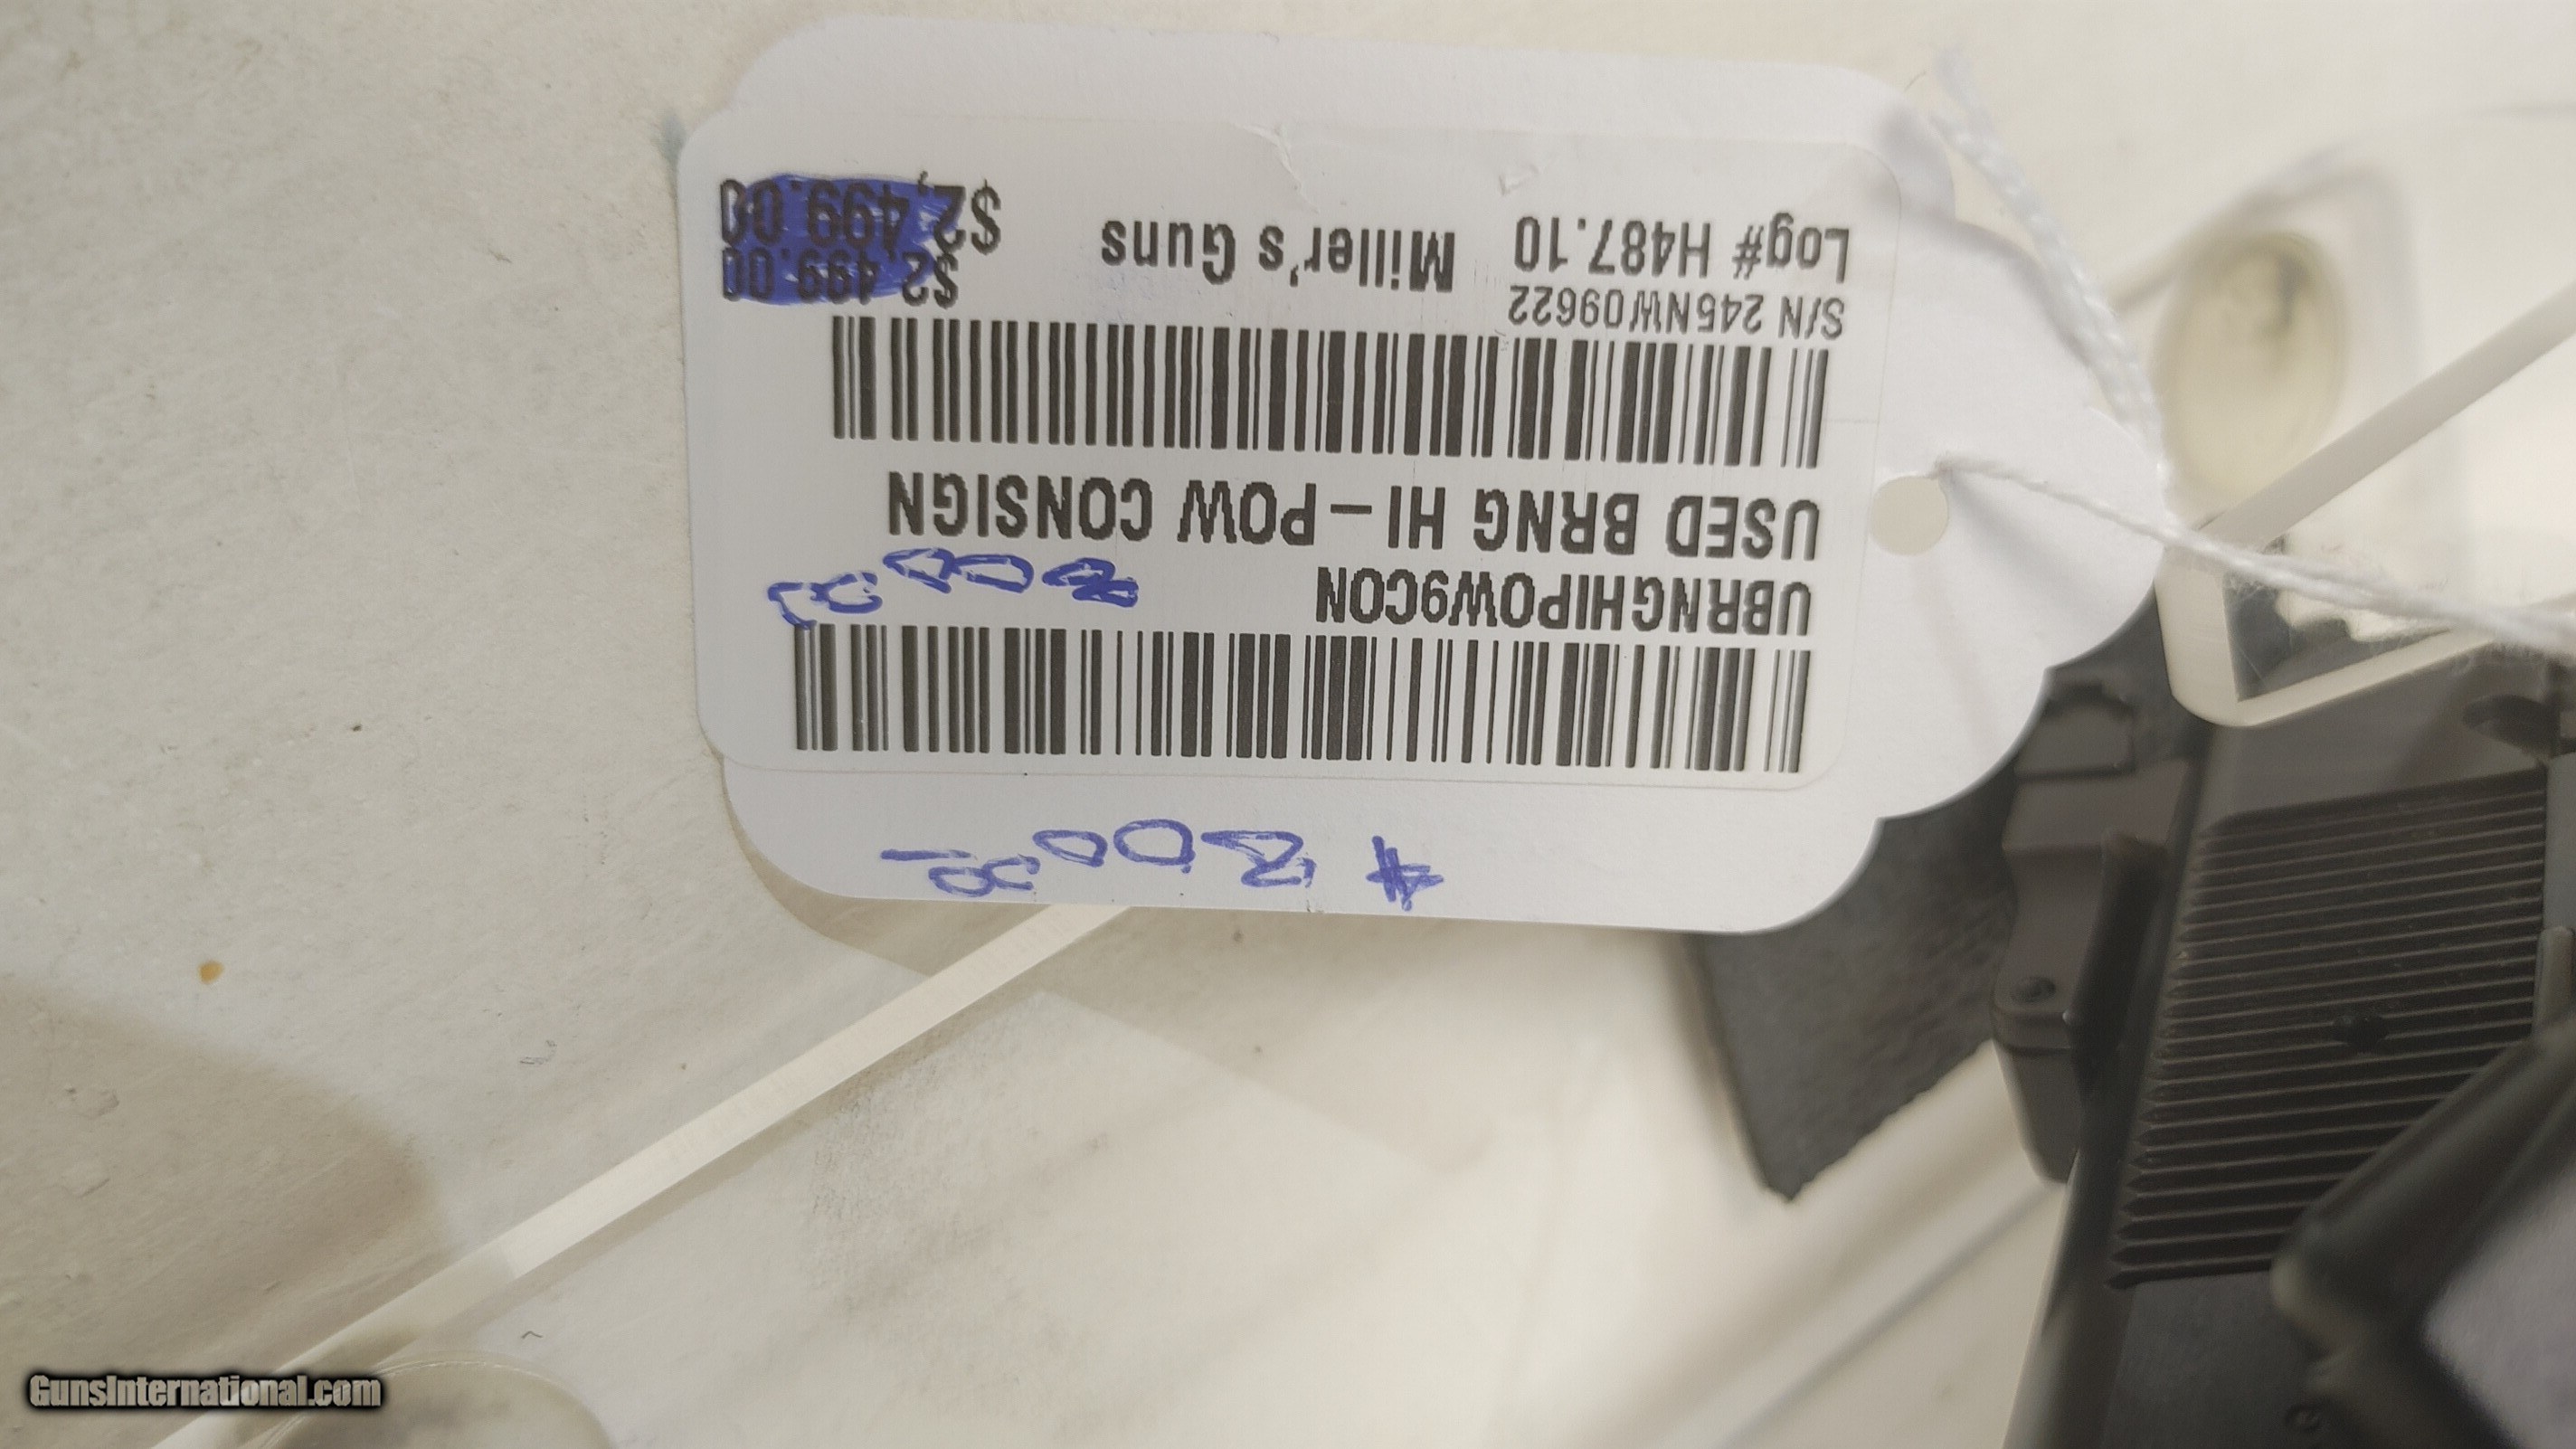 UBRNGHIPOW9CON
USED BRNG HI-POW CONSIGN
S/N 245NW09622 $2,499.00
Log# H487.10 Miller's Guns $2,499.00
GunsInternational.com